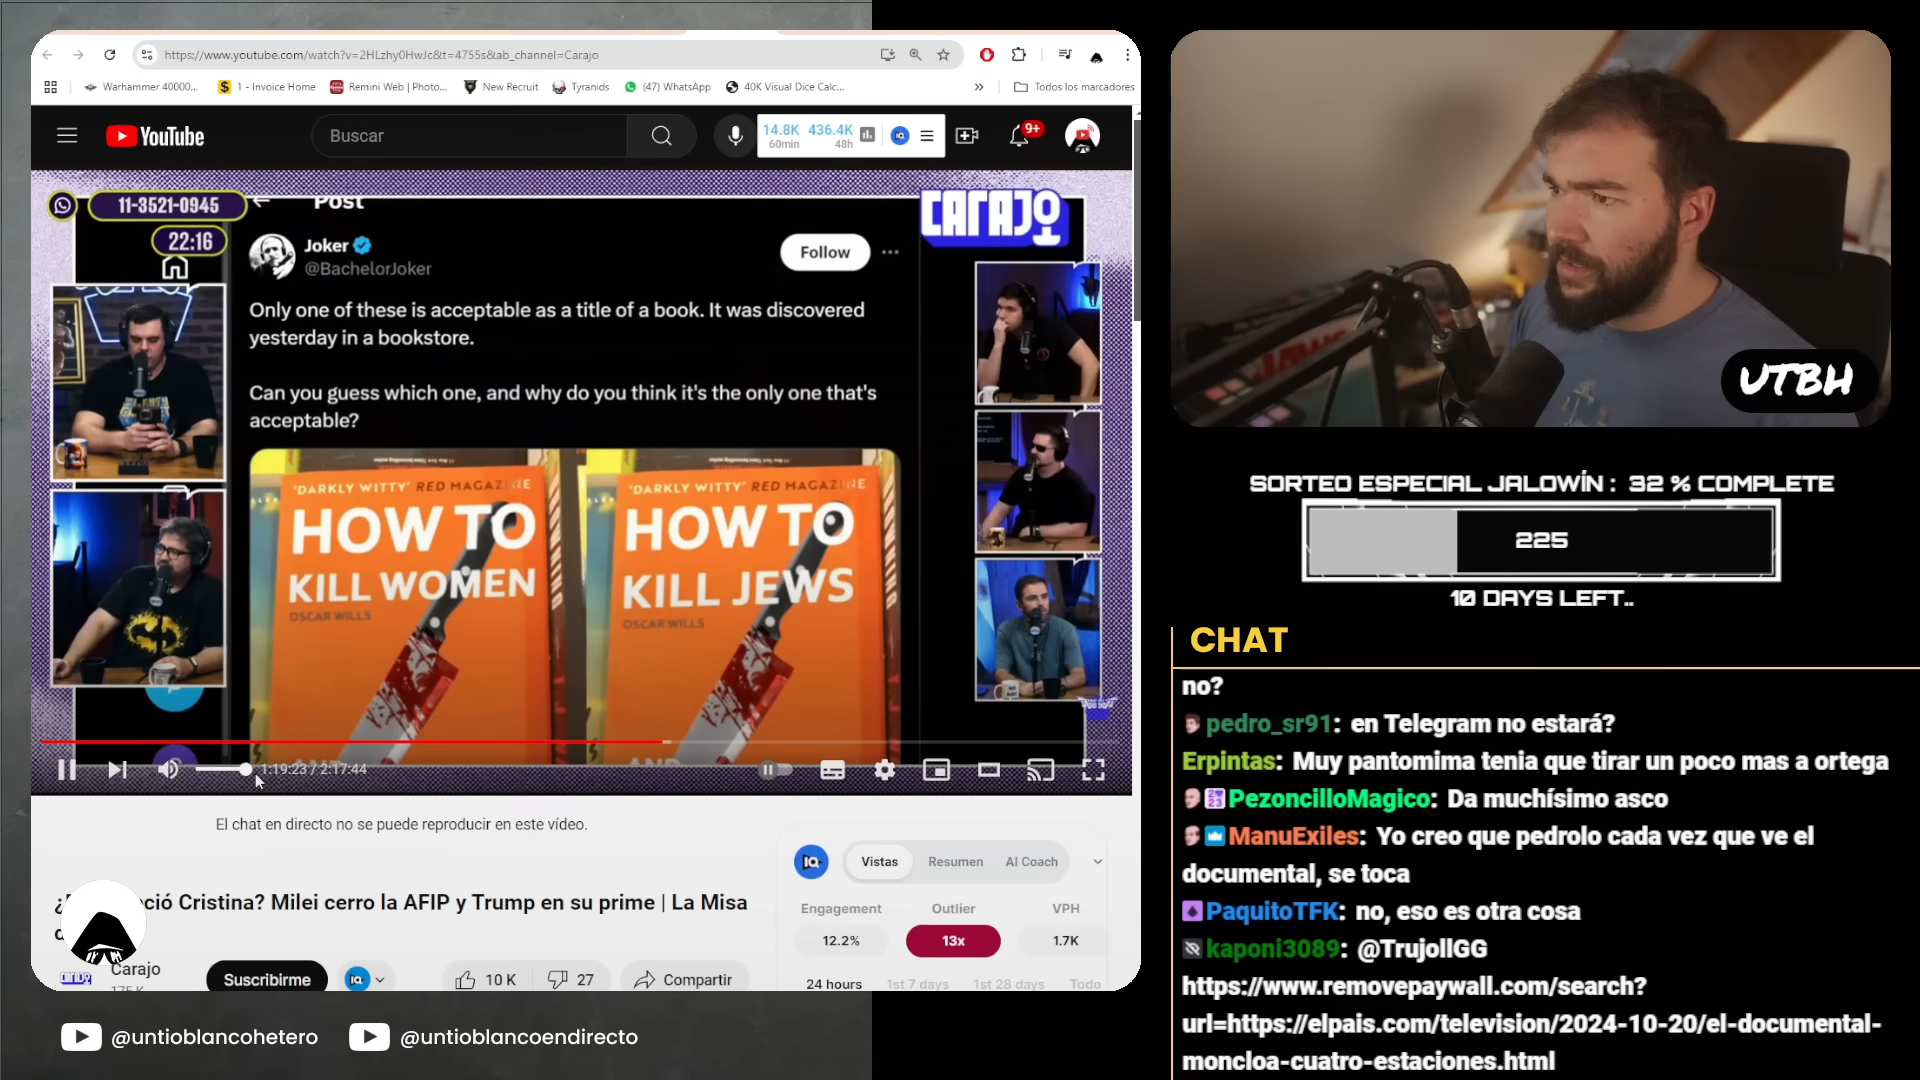 https://www.youtube.com/watch?v=2HLzhy0HwJc&t=4755s&ab_channel=Carajo
Warhammer 40000...
1 - Invoice Home
Remini Web | Photo...
New Recruit
Tyranids
(47) WhatsApp
40K Visual Dice Calc...
»
Todos los marcadores
YouTube
Buscar
14.8K 436.4K
60min 48h
9+
11-3521-0945
22:16
Post
CARAJO
Joker
@BachelorJoker
Follow
Only one of these is acceptable as a title of a book. It was discovered
yesterday in a bookstore.
Can you guess which one, and why do you think it's the only one that's
acceptable?
'DARKLY WITTY' RED MAGAZINE
HOW TO
KILL WOMEN
OSCAR WILLS
'DARKLY WITTY' RED MAGAZINE
HOW TO
KILL JEWS
OSCAR WILLS
AND
1:19:23 / 2:17:44
El chat en directo no se puede reproducir en este vídeo.
ció Cristina? Milei cerro la AFIP y Trump en su prime | La Misa
Carajo
175 K
Suscribirme
10 K
27
Compartir
Vistas
Resumen
AI Coach
Engagement
Outlier
VPH
12.2%
13x
1.7K
24 hours
1st 7 days
1st 28 days
Todo
@untioblancohetero
@untioblancoendirecto
UTBH
SORTEO ESPECIAL JALOWÍN : 32 % COMPLETE
225
10 DAYS LEFT..
CHAT
no?
pedro_sr91: en Telegram no estará?
Erpintas: Muy pantomima tenia que tirar un poco mas a ortega
PezoncilloMagico: Da muchísimo asco
ManuExiles: Yo creo que pedrolo cada vez que ve el
documental, se toca
PaquitoTFK: no, eso es otra cosa
kaponi3089: @TrujollGG
https://www.removepaywall.com/search?
url=https://elpais.com/television/2024-10-20/el-documental-
moncloa-cuatro-estaciones.html